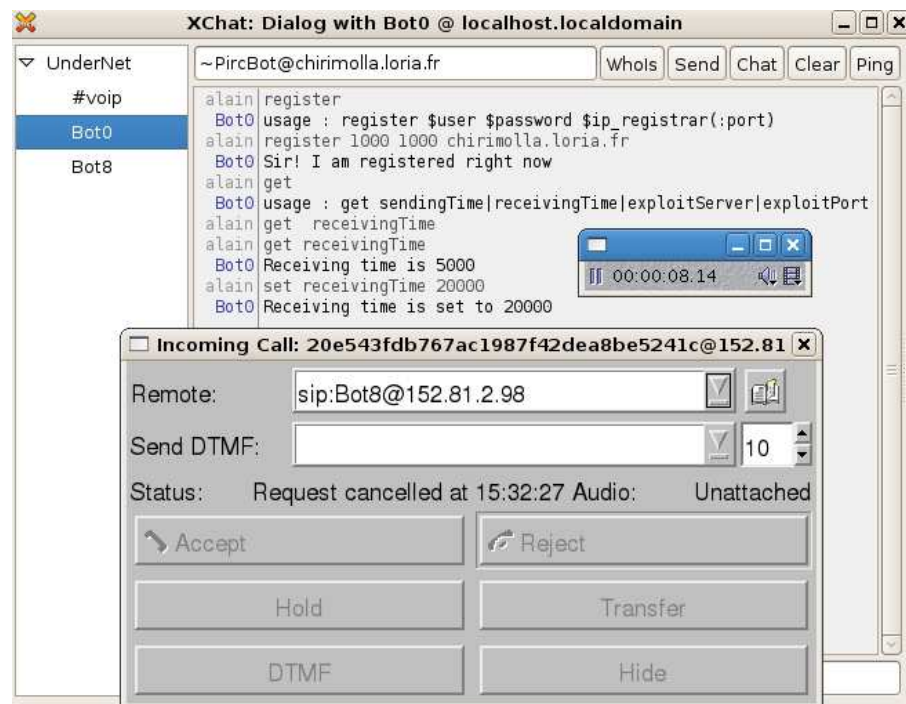 XChat: Dialog with Bot0 @ localhost.localdomain
UnderNet
#voip
Bot0
Bot8
~PircBot@chirimolla.loria.fr
WhoIs Send Chat Clear Ping
alain register
Bot0 usage : register $user $password $ip_registrar(:port)
alain register 1000 1000 chirimolla.loria.fr
Bot0 Sir! I am registered right now
alain get
Bot0 usage : get sendingTime|receivingTime|exploitServer|exploitPort
alain get  receivingTime
alain get receivingTime
Bot0 Receiving time is 5000
alain set receivingTime 20000
Bot0 Receiving time is set to 20000
00:00:08.14
Incoming Call: 20e543fdb767ac1987f42dea8be5241c@152.81
Remote: sip:Bot8@152.81.2.98
Send DTMF: 10
Status: Request cancelled at 15:32:27 Audio: Unattached
Accept Reject
Hold Transfer
DTMF Hide